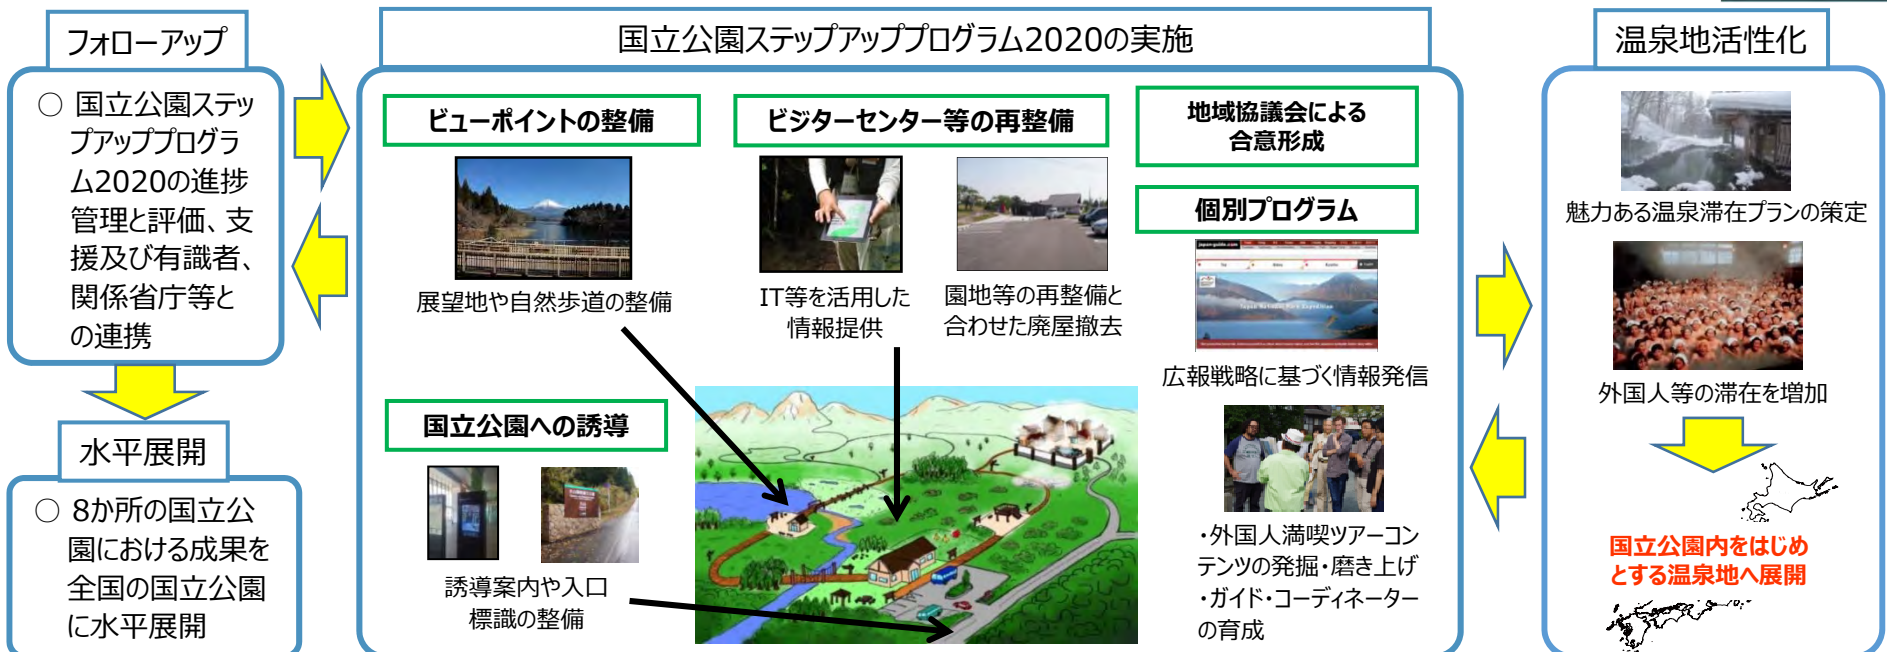 フォローアップ
○ 国立公園ステッ
プアッププログラ
ム2020の進捗
管理と評価、支
援及び有識者、
関係省庁等と
の連携
水平展開
○ 8か所の国立公
園における成果を
全国の国立公園
に水平展開
国立公園ステップアッププログラム2020の実施
ビューポイントの整備
展望地や自然歩道の整備
ビジターセンター等の再整備
IT等を活用した
情報提供
園地等の再整備と
合わせた廃屋撤去
国立公園への誘導
誘導案内や入口
標識の整備
地域協議会による
合意形成
個別プログラム
japan-guide.com
Japan National Park Expedition
広報戦略に基づく情報発信
・外国人満喫ツアーコン
テンツの発掘・磨き上げ
・ガイド・コーディネーター
の育成
温泉地活性化
魅力ある温泉滞在プランの策定
外国人等の滞在を増加
国立公園内をはじめ
とする温泉地へ展開